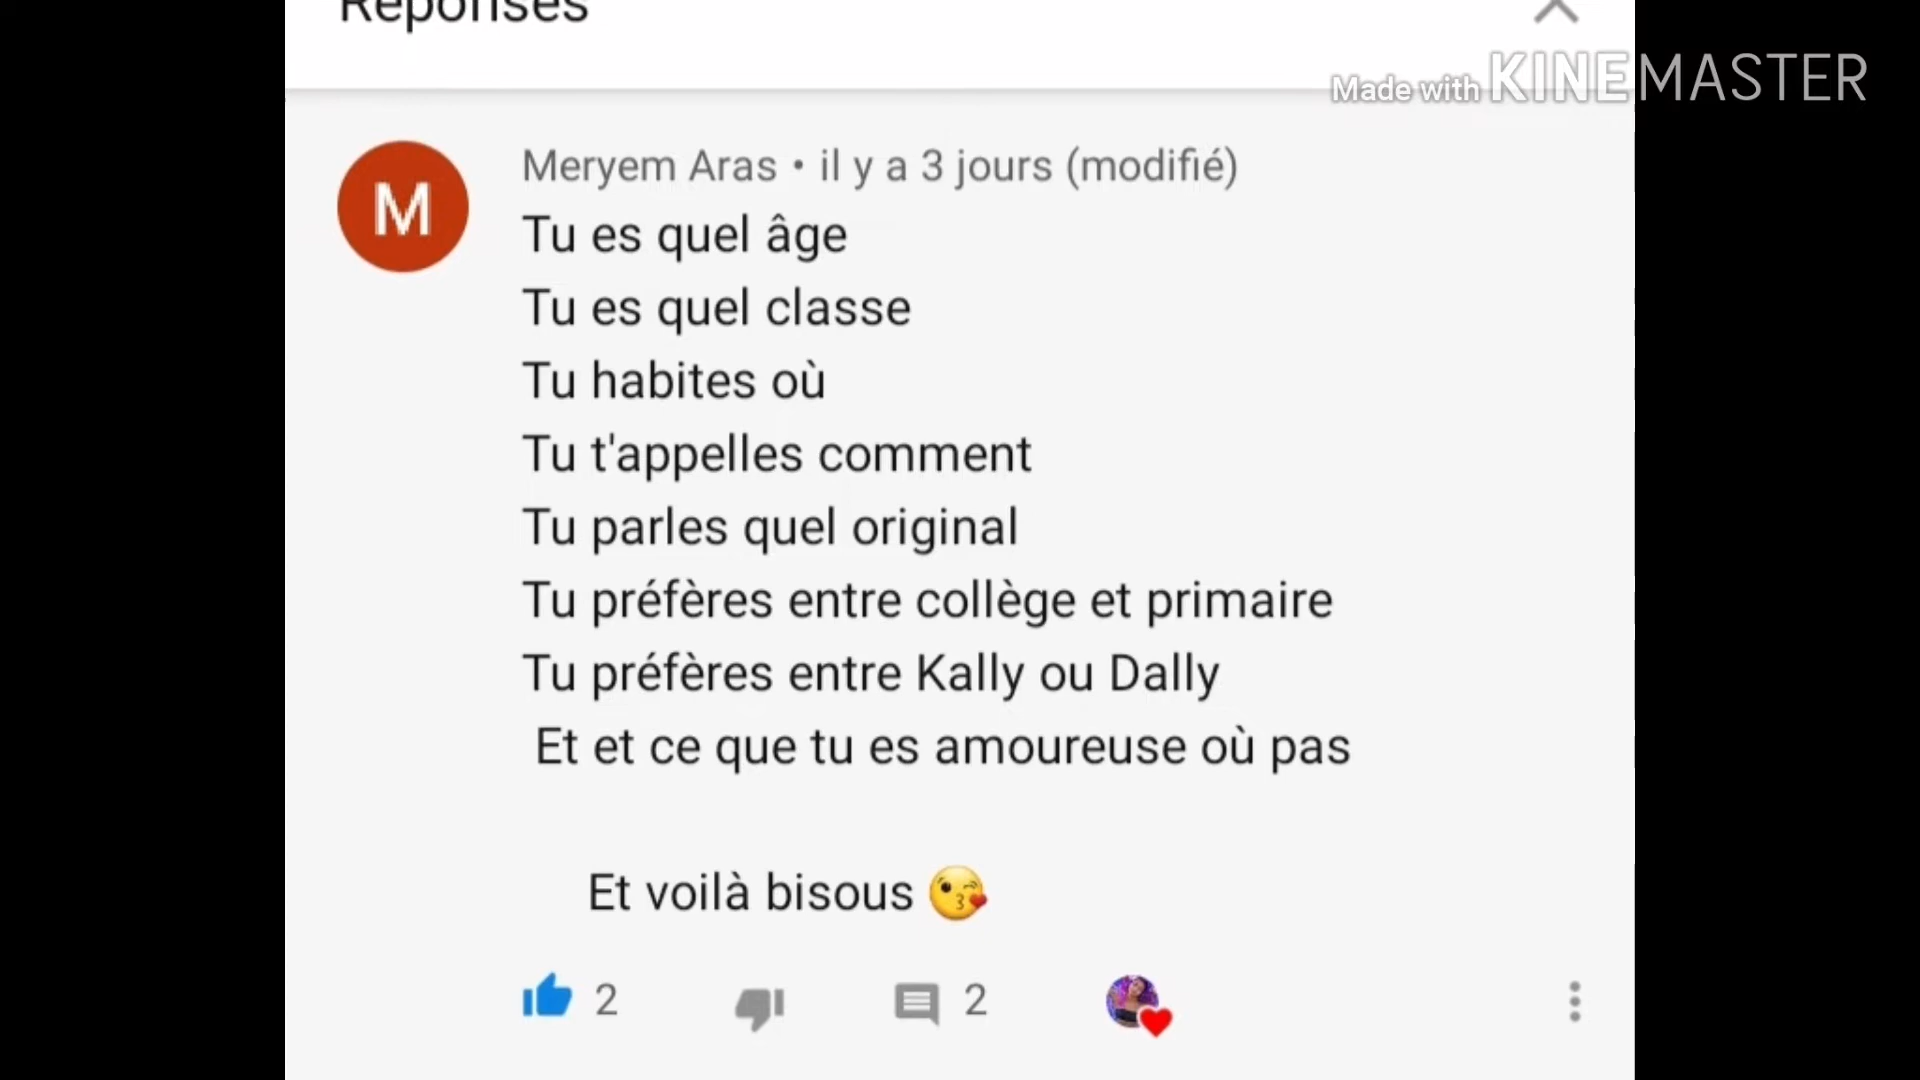 Réponses
Made with KINEMASTER
M
Meryem Aras • il y a 3 jours (modifié)
Tu es quel âge
Tu es quel classe
Tu habites où
Tu t'appelles comment
Tu parles quel original
Tu préfères entre collège et primaire
Tu préfères entre Kally ou Dally
Et et ce que tu es amoureuse où pas
Et voilà bisous 😘
2
2